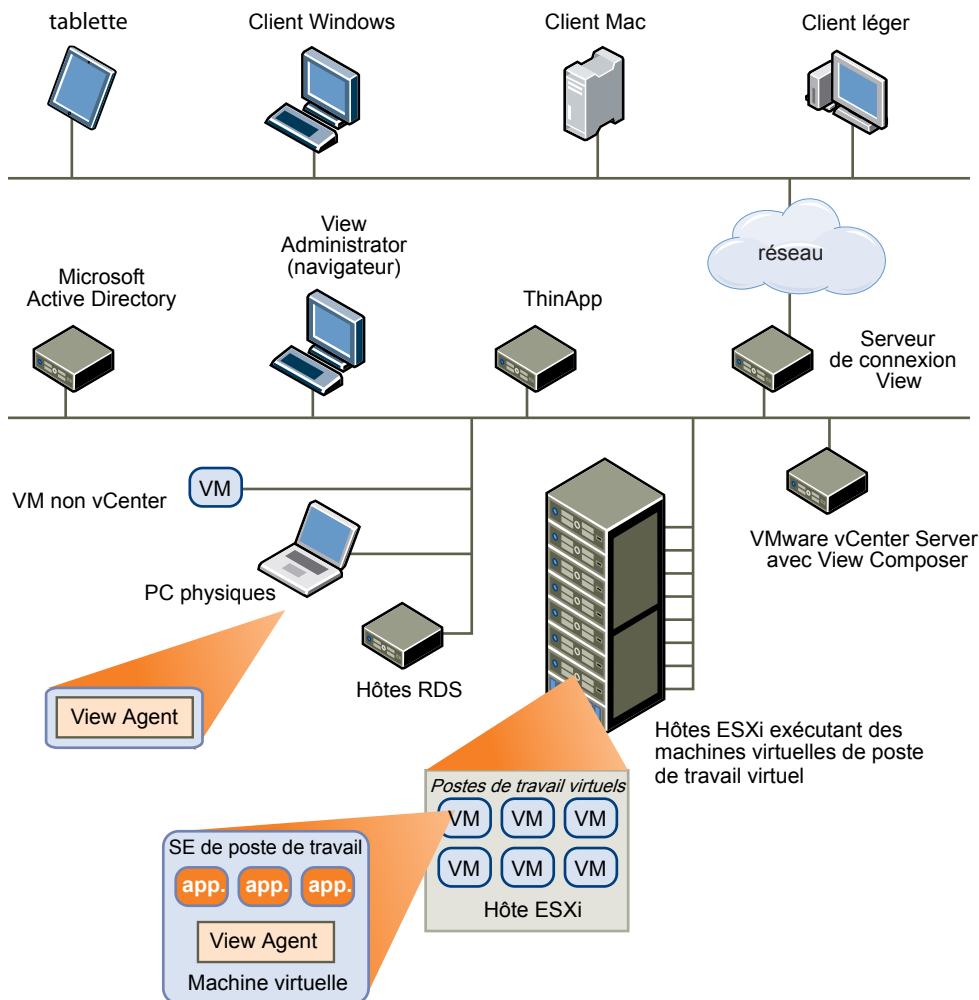 tablette
Client Windows
Client Mac
Client léger
View
Administrator
(navigateur)
réseau
Microsoft
Active Directory
ThinApp
Serveur
de connexion
View
VM non vCenter
VM
PC physiques
VMware vCenter Server
avec View Composer
Hôtes RDS
View Agent
Hôtes ESXi exécutant des
machines virtuelles de poste
de travail virtuel
Postes de travail virtuels
VM VM VM
VM VM VM
Hôte ESXi
SE de poste de travail
app. app. app.
View Agent
Machine virtuelle